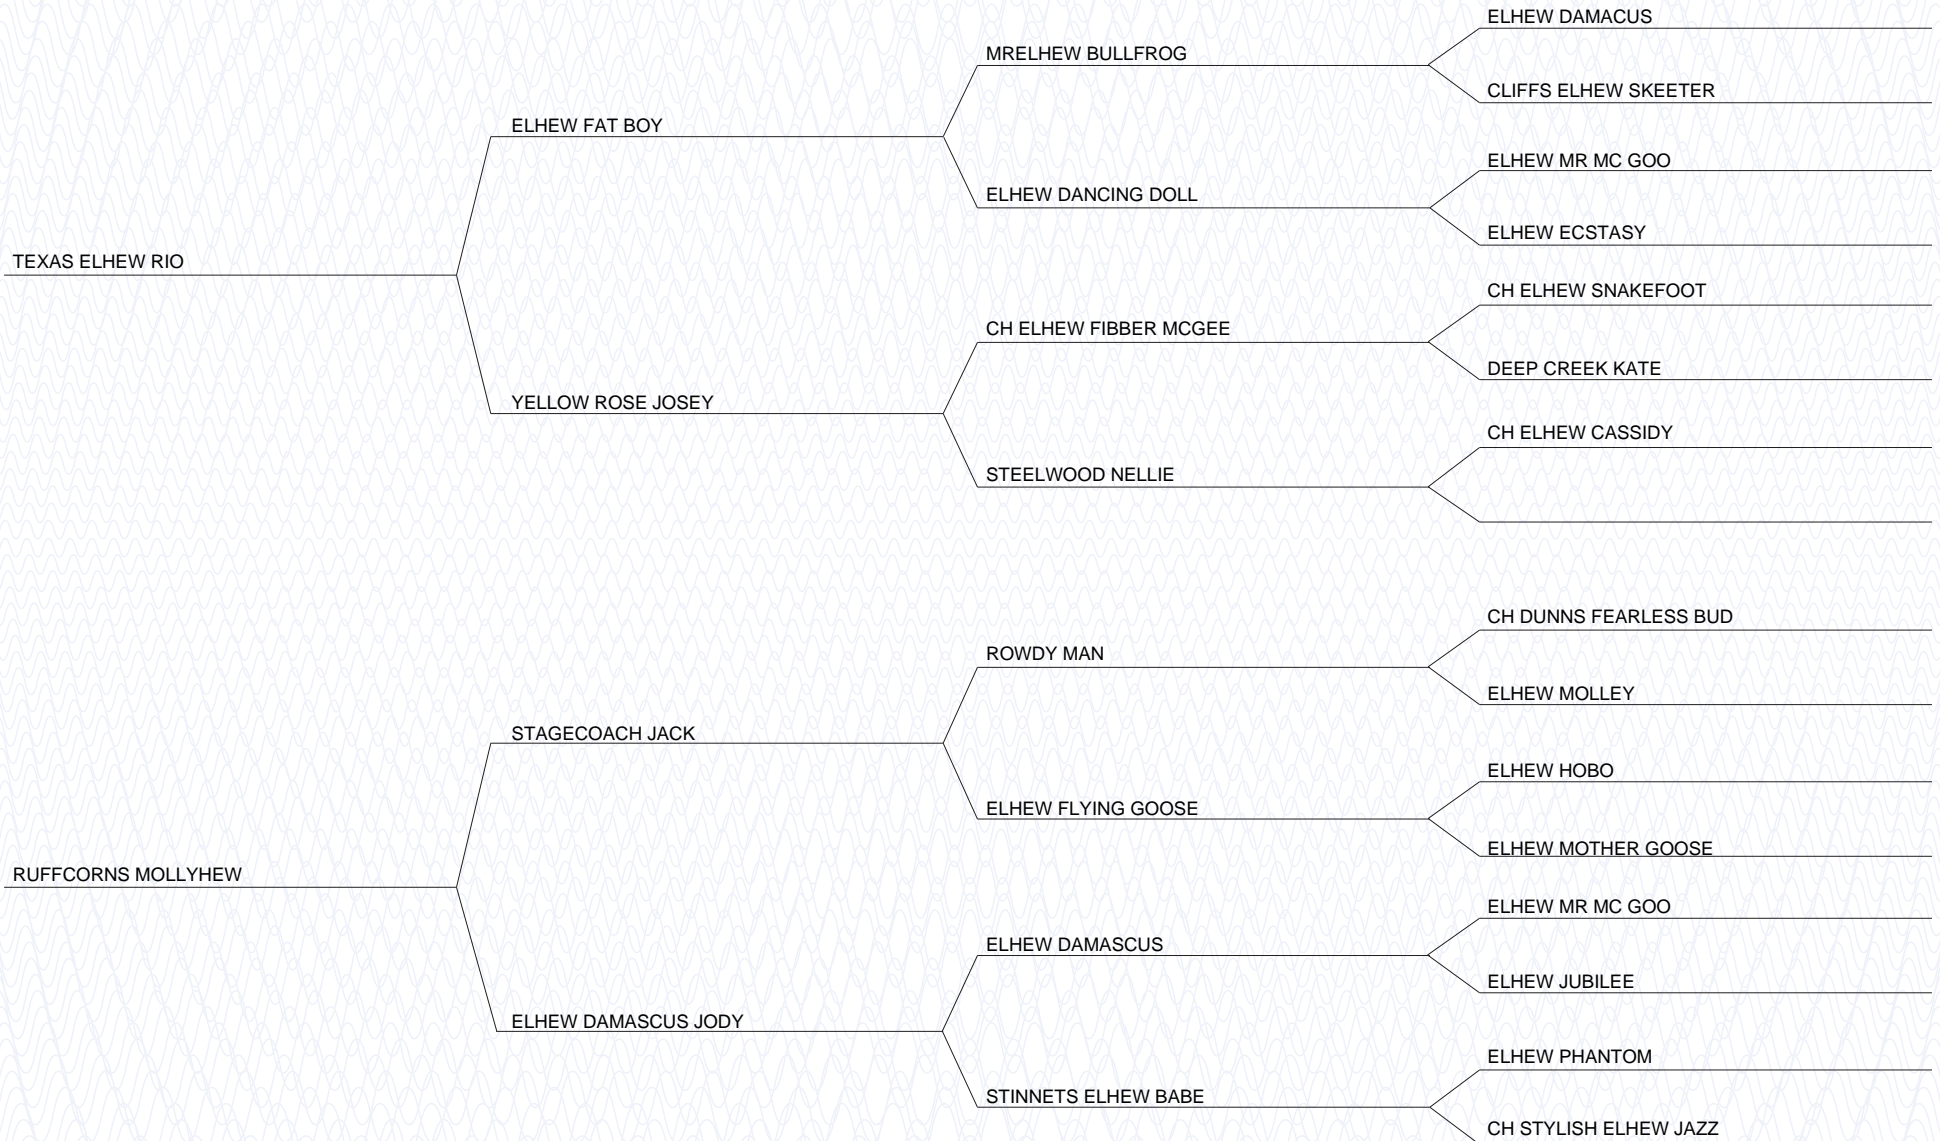 ELHEW DAMACUS
MRELHEW BULLFROG
CLIFFS ELHEW SKEETER
ELHEW FAT BOY
ELHEW MR MC GOO
ELHEW DANCING DOLL
ELHEW ECSTASY
TEXAS ELHEW RIO
CH ELHEW SNAKEFOOT
CH ELHEW FIBBER MCGEE
DEEP CREEK KATE
YELLOW ROSE JOSEY
CH ELHEW CASSIDY
STEELWOOD NELLIE
CH DUNNS FEARLESS BUD
ROWDY MAN
ELHEW MOLLEY
STAGECOACH JACK
ELHEW HOBO
ELHEW FLYING GOOSE
ELHEW MOTHER GOOSE
RUFFCORNS MOLLYHEW
ELHEW MR MC GOO
ELHEW DAMASCUS
ELHEW JUBILEE
ELHEW DAMASCUS JODY
ELHEW PHANTOM
STINNETS ELHEW BABE
CH STYLISH ELHEW JAZZ